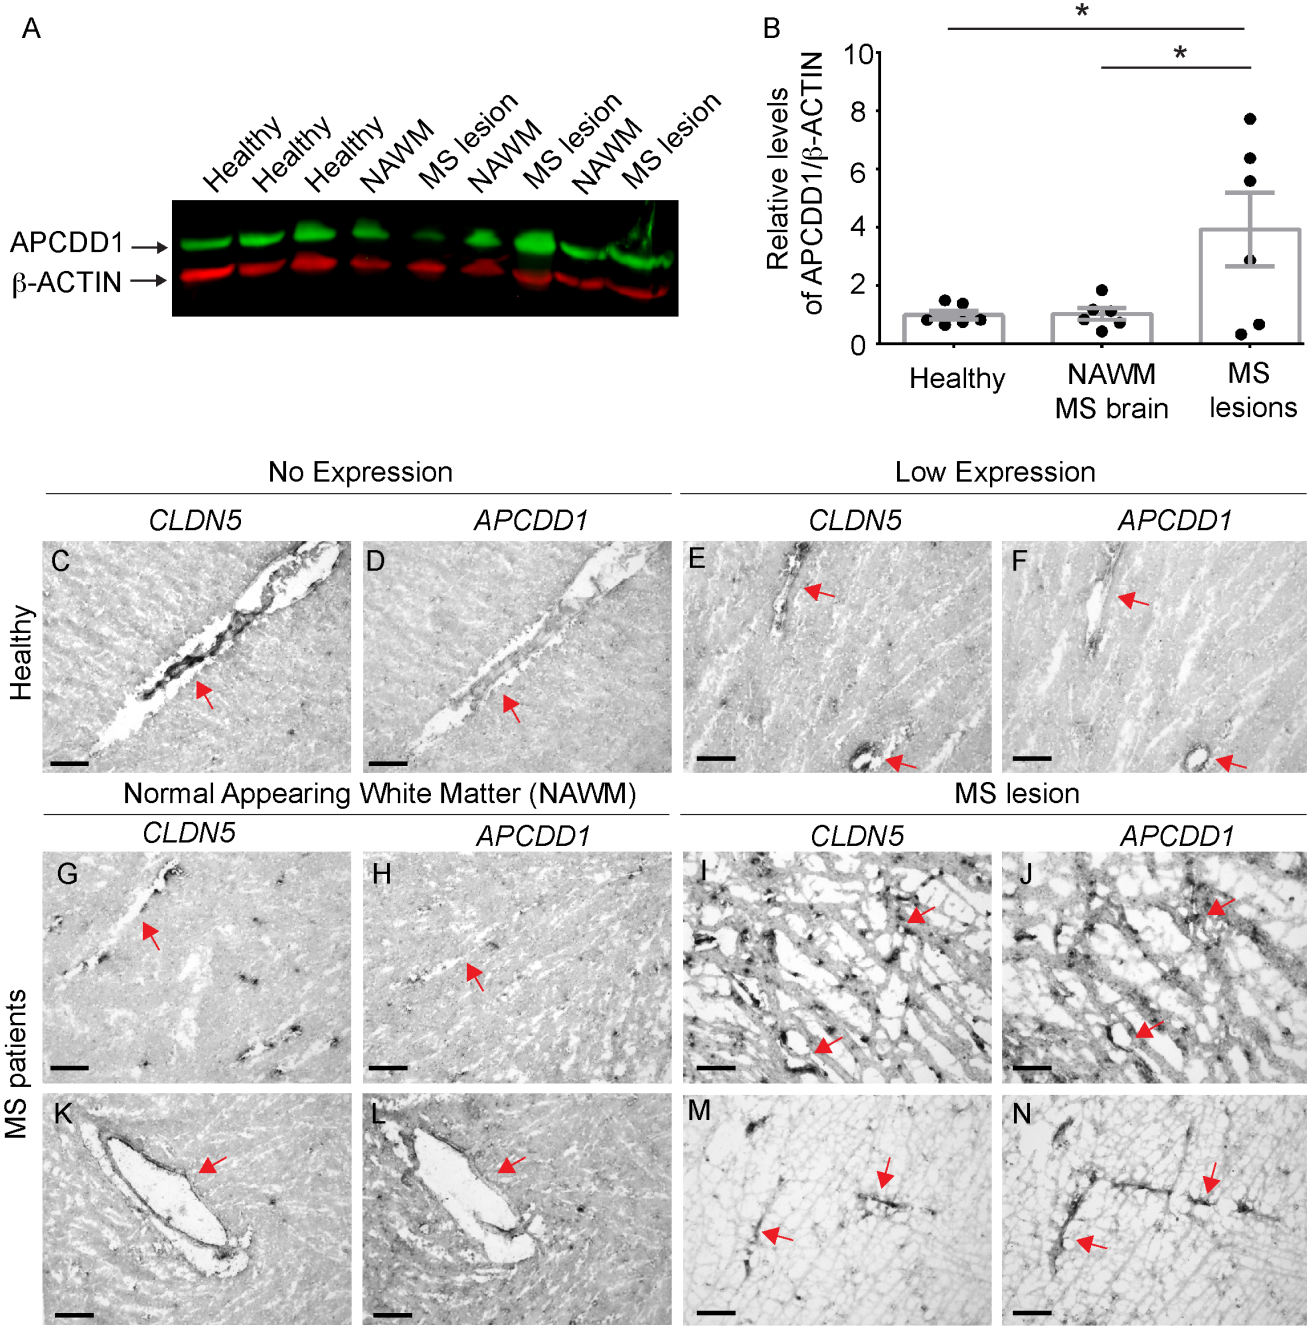 A
Healthy
Healthy
Healthy
NAWM
MS lesion
NAWM
MS lesion
NAWM
MS lesion
APCDD1
β-ACTIN
B
*
*
Relative levels
of APCDD1/β-ACTIN
10
8
6
4
2
0
Healthy
NAWM
MS brain
MS
lesions
No Expression
Low Expression
CLDN5
APCDD1
CLDN5
APCDD1
Healthy
C
D
E
F
Normal Appearing White Matter (NAWM)
MS lesion
CLDN5
APCDD1
CLDN5
APCDD1
MS patients
G
H
I
J
K
L
M
N